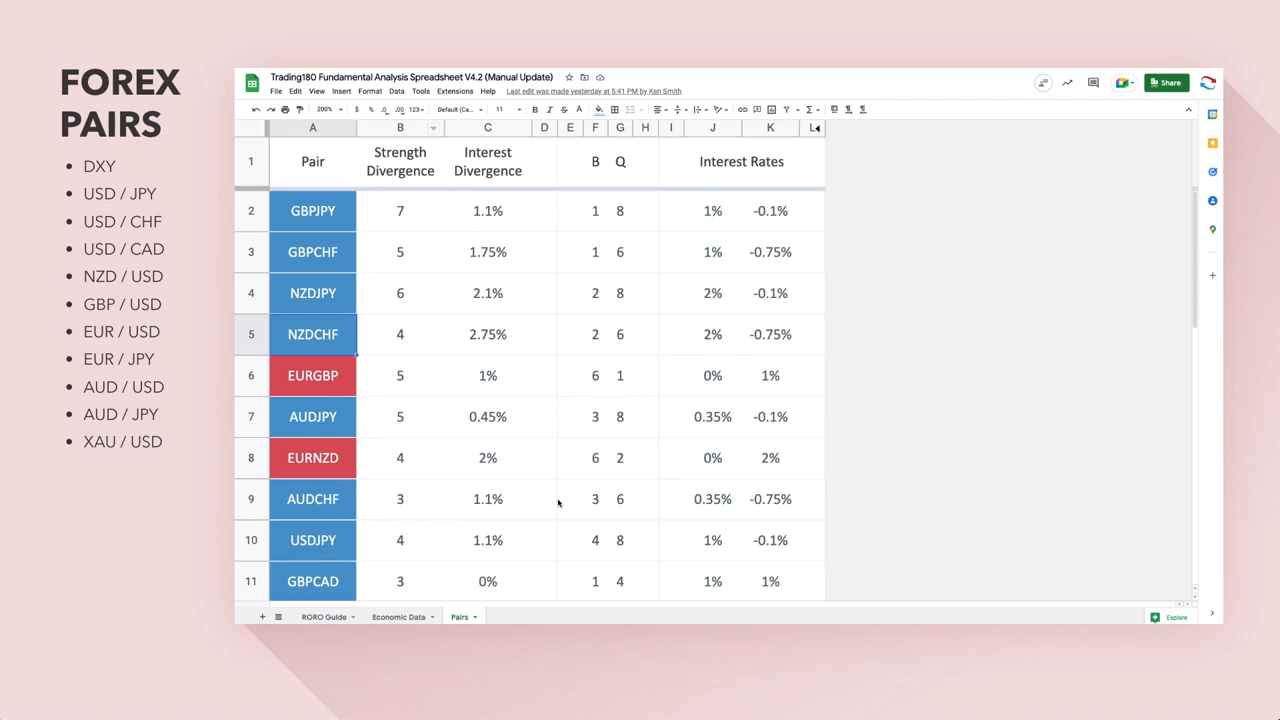 FOREX
PAIRS
DXY
USD / JPY
USD / CHF
USD / CAD
NZD / USD
GBP / USD
EUR / USD
EUR / JPY
AUD / USD
AUD / JPY
XAU / USD
Trading180 Fundamental Analysis Spreadsheet V4.2 (Manual Update)
File Edit View Insert Format Data Tools Extensions Help Last edit was made yesterday at 5:41 PM by Ken Smith
Share
200% $ % .0 .00 123 Default (Ca... 11 B I S A
A B C D E F G H I J K L
1 Pair Strength Divergence Interest Divergence B Q Interest Rates
2 GBPJPY 7 1.1% 1 8 1% -0.1%
3 GBPCHF 5 1.75% 1 6 1% -0.75%
4 NZDJPY 6 2.1% 2 8 2% -0.1%
5 NZDCHF 4 2.75% 2 6 2% -0.75%
6 EURGBP 5 1% 6 1 0% 1%
7 AUDJPY 5 0.45% 3 8 0.35% -0.1%
8 EURNZD 4 2% 6 2 0% 2%
9 AUDCHF 3 1.1% 3 6 0.35% -0.75%
10 USDJPY 4 1.1% 4 8 1% -0.1%
11 GBPCAD 3 0% 1 4 1% 1%
RORO Guide Economic Data Pairs
Explore